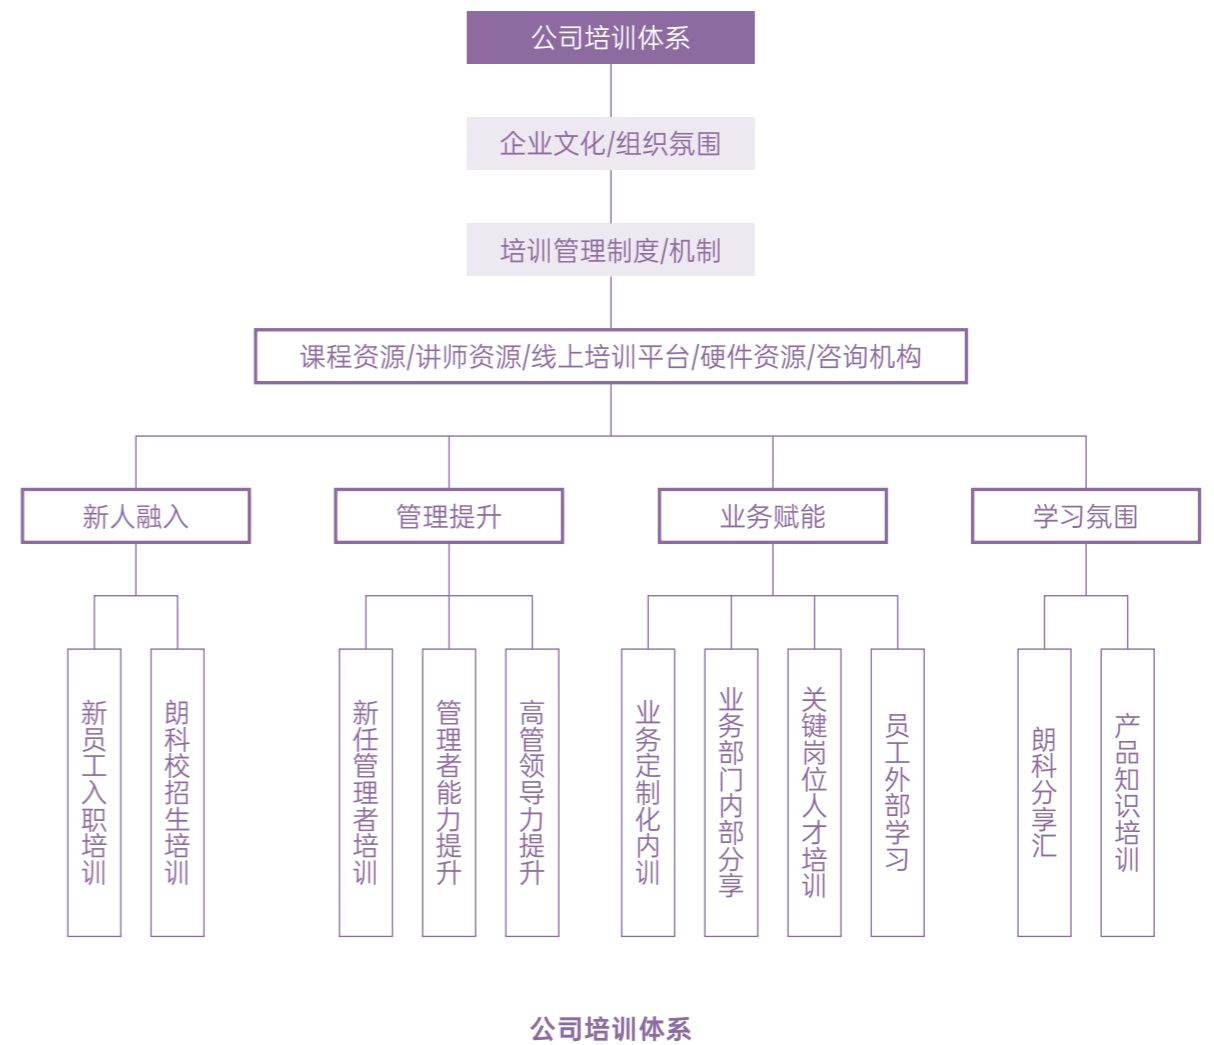 公司培训体系
企业文化/组织氛围
培训管理制度/机制
课程资源/讲师资源/线上培训平台/硬件资源/咨询机构
新人融入
管理提升
业务赋能
学习氛围
新员工入职培训
朗科校招生培训
新任管理者培训
管理者能力提升
高管领导力提升
业务定制化内训
业务部门内部分享
关键岗位人才培训
员工外部学习
朗科分享汇
产品知识培训
公司培训体系